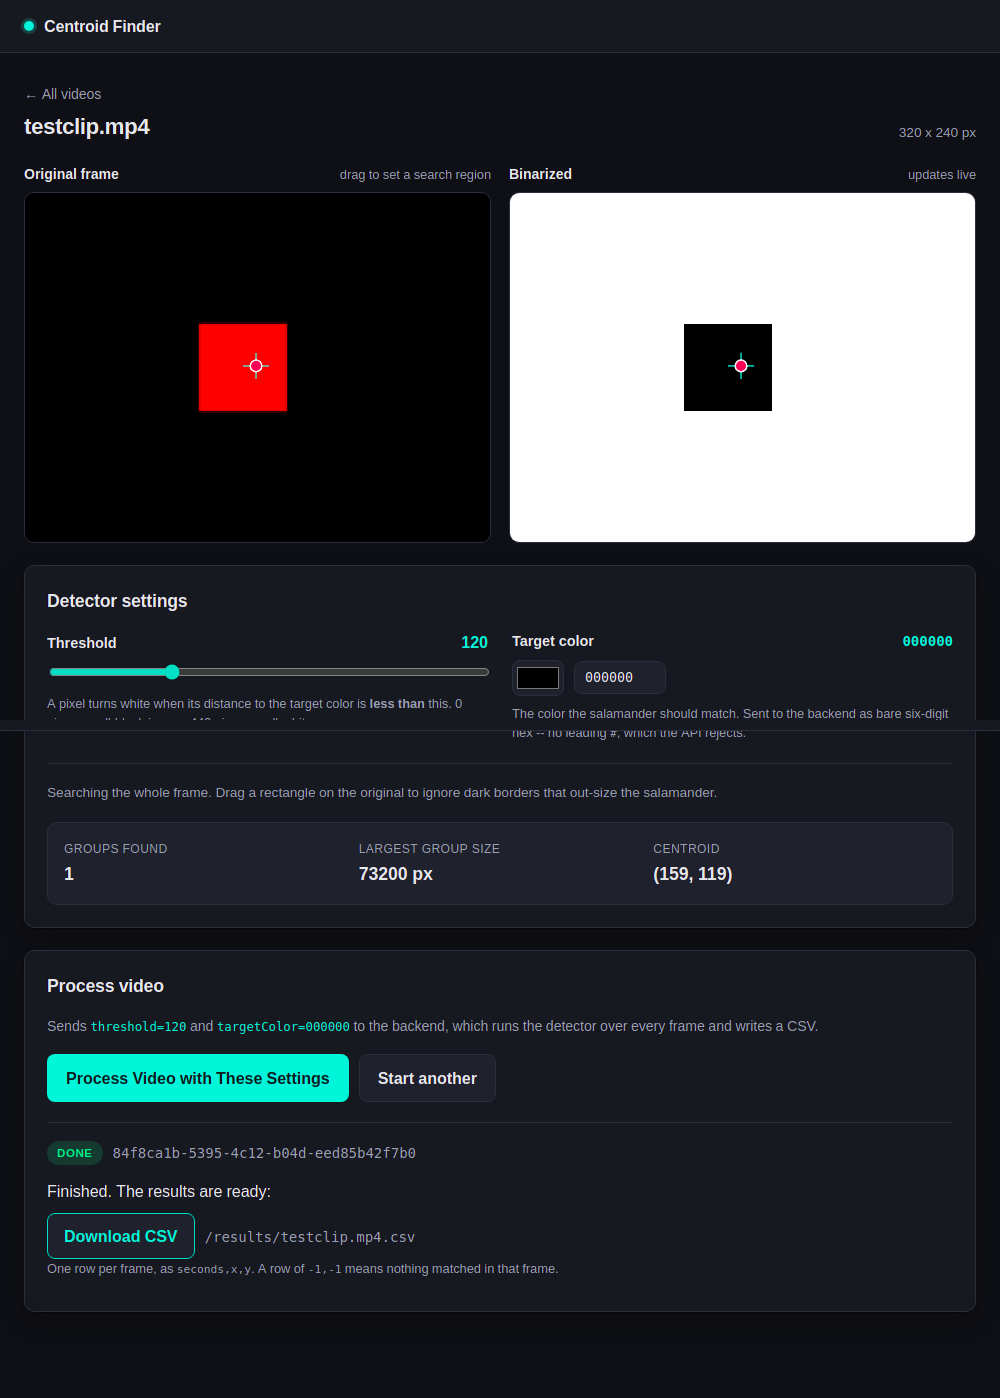 Centroid Finder
← All videos
testclip.mp4
320 x 240 px
Original frame
drag to set a search region
Binarized
updates live
Detector settings
Threshold
120
A pixel turns white when its distance to the target color is less than this. 0
Target color
000000
000000
The color the salamander should match. Sent to the backend as bare six-digit
hex -- no leading #, which the API rejects.
Searching the whole frame. Drag a rectangle on the original to ignore dark borders that out-size the salamander.
GROUPS FOUND
1
LARGEST GROUP SIZE
73200 px
CENTROID
(159, 119)
Process video
Sends threshold=120 and targetColor=000000 to the backend, which runs the detector over every frame and writes a CSV.
Process Video with These Settings
Start another
DONE
84f8ca1b-5395-4c12-b04d-eed85b42f7b0
Finished. The results are ready:
Download CSV
/results/testclip.mp4.csv
One row per frame, as seconds,x,y. A row of -1,-1 means nothing matched in that frame.